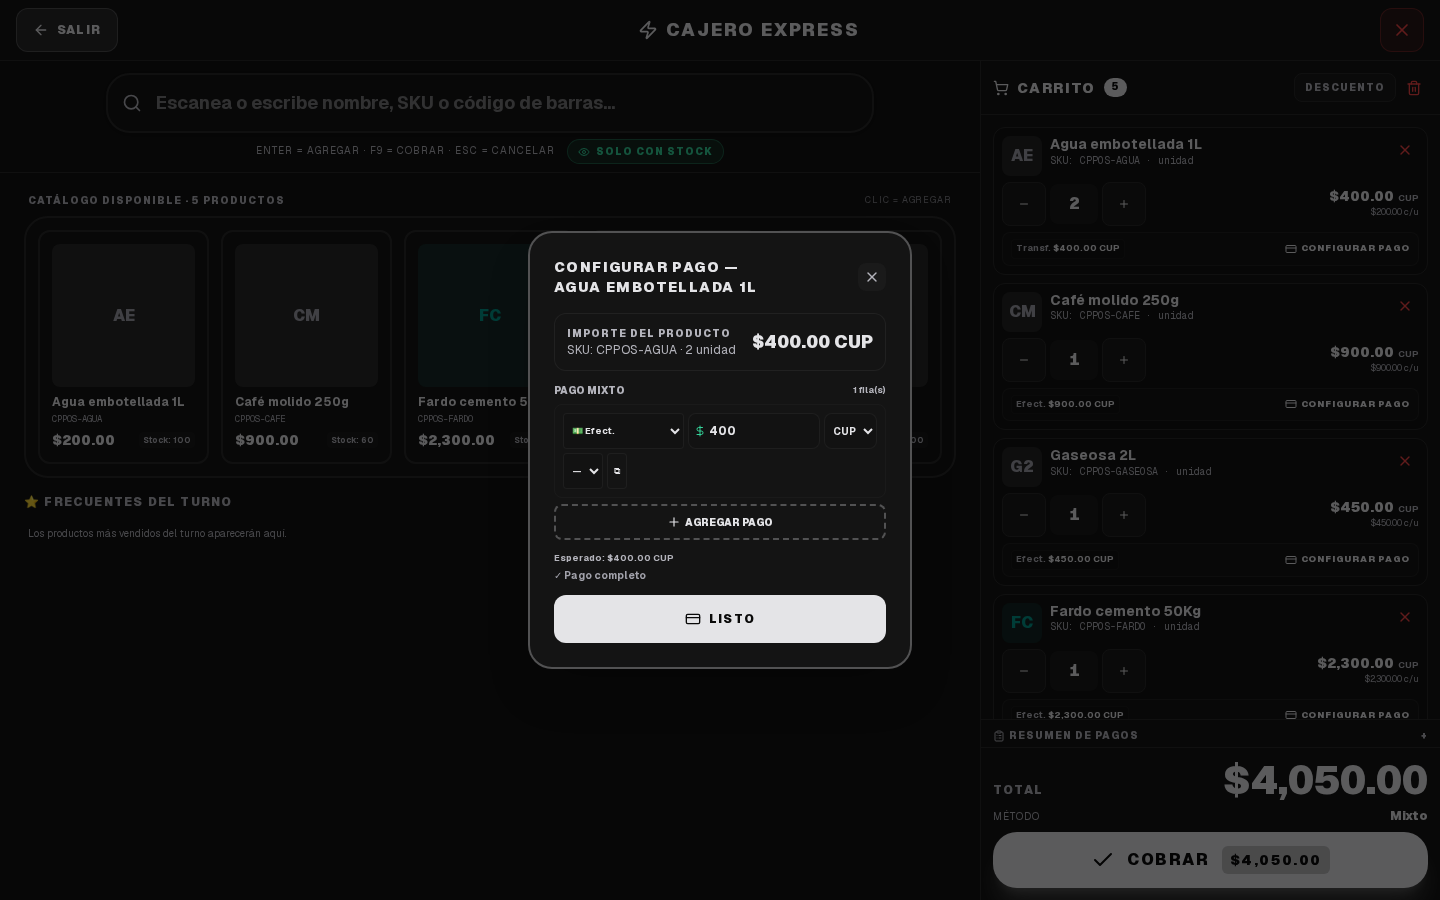 SALIR
CAJERO EXPRESS
Escanea o escribe nombre, SKU o código de barras...
ENTER = AGREGAR · F9 = COBRAR · ESC = CANCELAR
SOLO CON STOCK
CATÁLOGO DISPONIBLE · 5 PRODUCTOS
CLIC = AGREGAR
AE
Agua embotellada 1L
CPPOS-AGUA
$200.00
Stock: 100
CM
Café molido 250g
CPPOS-CAFE
$900.00
Stock: 60
FC
Fardo cemento 5
CPPOS-FARDO
$2,300.00
⭐ FRECUENTES DEL TURNO
Los productos más vendidos del turno aparecerán aquí.
CONFIGURAR PAGO —
AGUA EMBOTELLADA 1L
IMPORTE DEL PRODUCTO
SKU: CPPOS-AGUA · 2 unidad
$400.00 CUP
PAGO MIXTO
1 fila(s)
💵 Efect.
$ 400
CUP
—
AGREGAR PAGO
Esperado: $400.00 CUP
✓ Pago completo
LISTO
CARRITO 5
DESCUENTO
AE
Agua embotellada 1L
SKU: CPPOS-AGUA · unidad
− 2 +
$400.00 CUP
$200.00 c/u
Transf. $400.00 CUP
CONFIGURAR PAGO
CM
Café molido 250g
SKU: CPPOS-CAFE · unidad
− 1 +
$900.00 CUP
$900.00 c/u
Efect. $900.00 CUP
CONFIGURAR PAGO
G2
Gaseosa 2L
SKU: CPPOS-GASEOSA · unidad
− 1 +
$450.00 CUP
$450.00 c/u
Efect. $450.00 CUP
CONFIGURAR PAGO
FC
Fardo cemento 50Kg
SKU: CPPOS-FARDO · unidad
− 1 +
$2,300.00 CUP
$2,300.00 c/u
Efect. $2,300.00 CUP
CONFIGURAR PAGO
RESUMEN DE PAGOS
TOTAL
$4,050.00
MÉTODO
Mixto
COBRAR $4,050.00